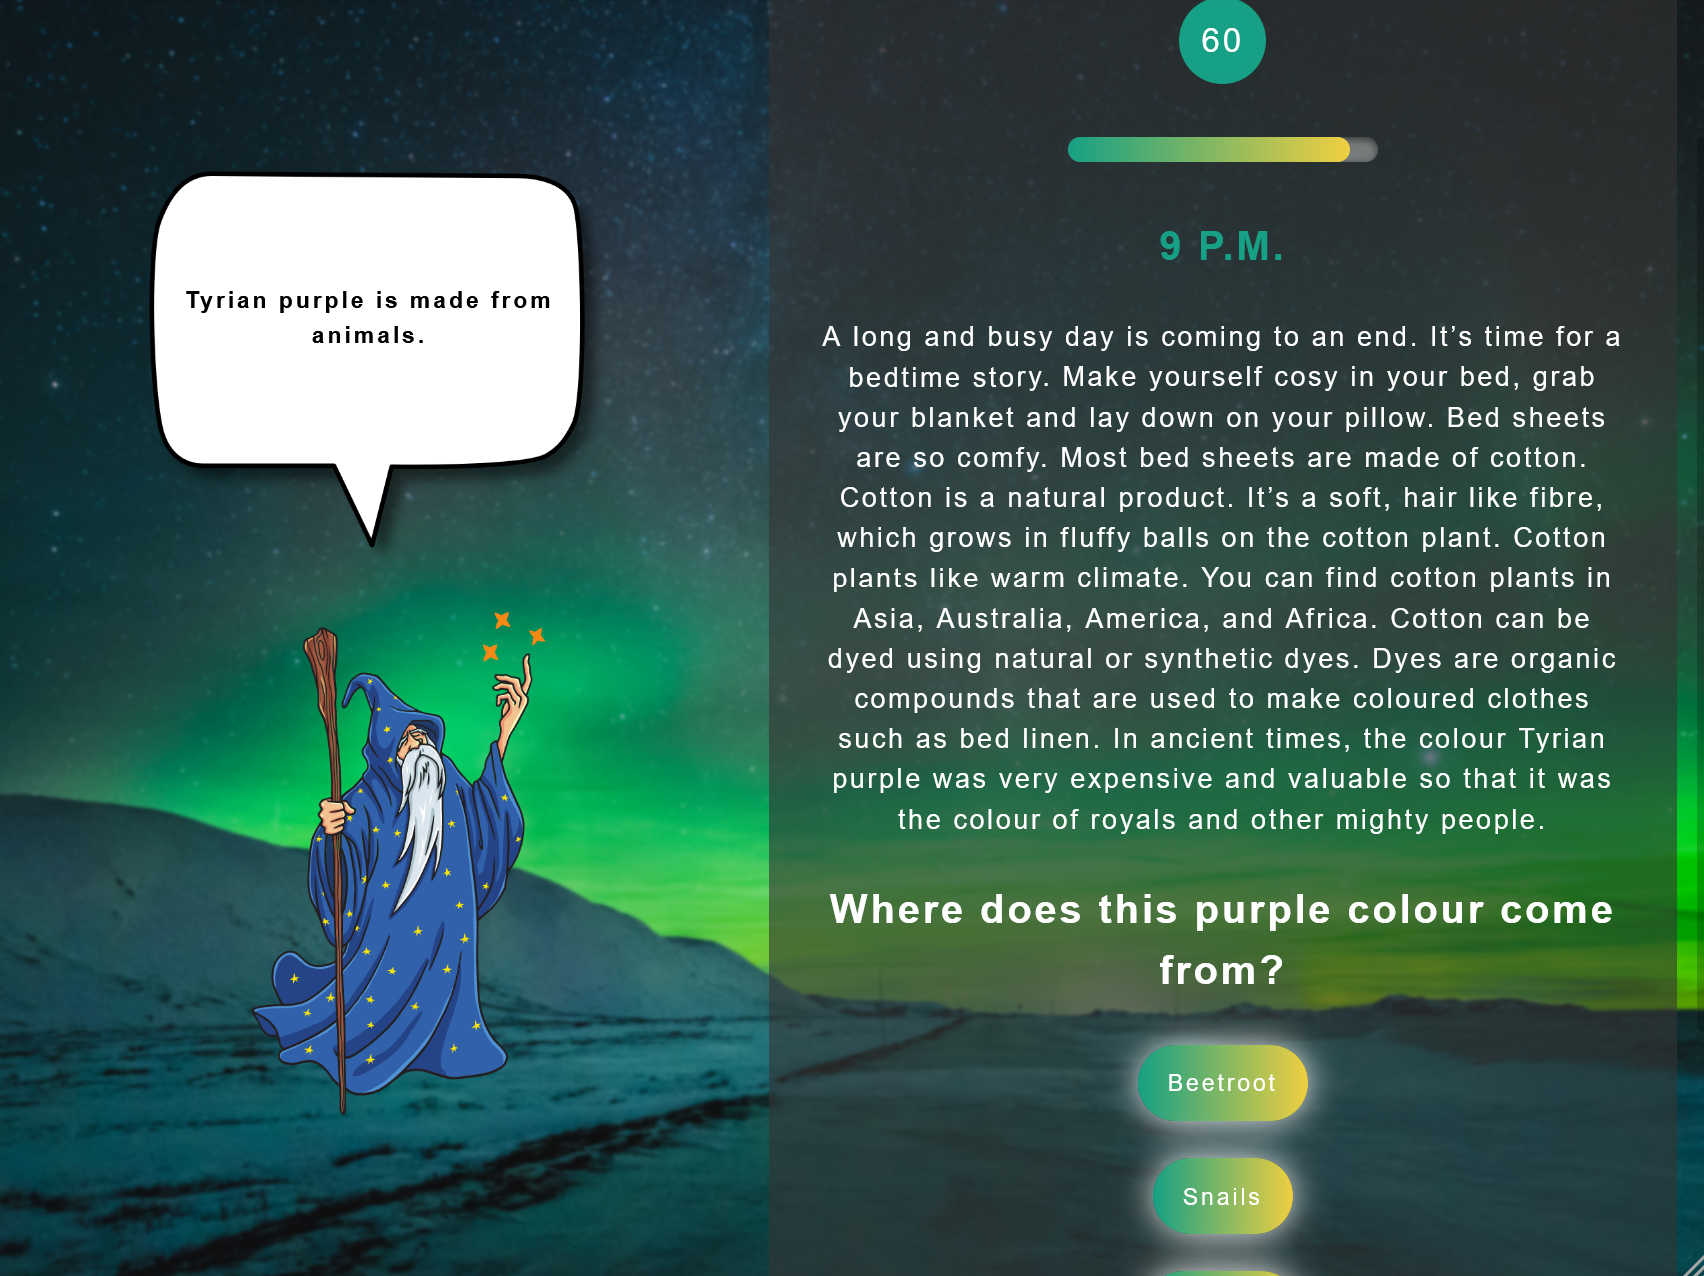 Tyrian purple is made from
animals.
60
9 P.M.
A long and busy day is coming to an end. It’s time for a
bedtime story. Make yourself cosy in your bed, grab
your blanket and lay down on your pillow. Bed sheets
are so comfy. Most bed sheets are made of cotton.
Cotton is a natural product. It’s a soft, hair like fibre,
which grows in fluffy balls on the cotton plant. Cotton
plants like warm climate. You can find cotton plants in
Asia, Australia, America, and Africa. Cotton can be
dyed using natural or synthetic dyes. Dyes are organic
compounds that are used to make coloured clothes
such as bed linen. In ancient times, the colour Tyrian
purple was very expensive and valuable so that it was
the colour of royals and other mighty people.
Where does this purple colour come
from?
Beetroot
Snails